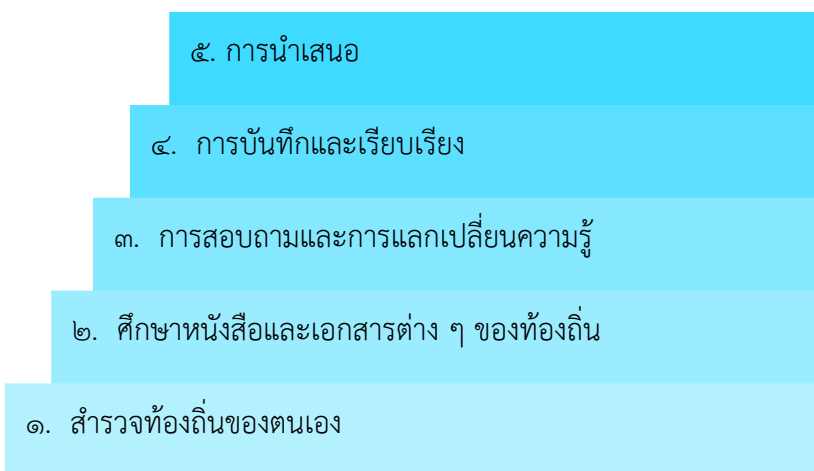 ๕. การนำเสนอ
๔. การบันทึกและเรียบเรียง
๓. การสอบถามและการแลกเปลี่ยนความรู้
๒. ศึกษาหนังสือและเอกสารต่าง ๆ ของท้องถิ่น
๑. สำรวจท้องถิ่นของตนเอง